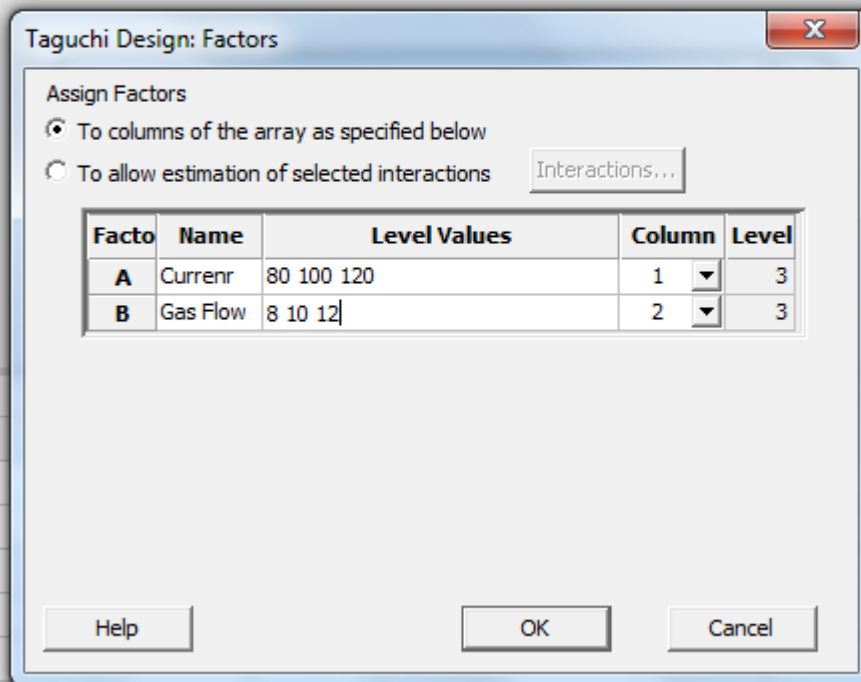 Taguchi Design: Factors
Assign Factors
To columns of the array as specified below
To allow estimation of selected interactions Interactions...
Facto Name Level Values Column Level
A Currenr 80 100 120 1 3
B Gas Flow 8 10 12 2 3
Help OK Cancel